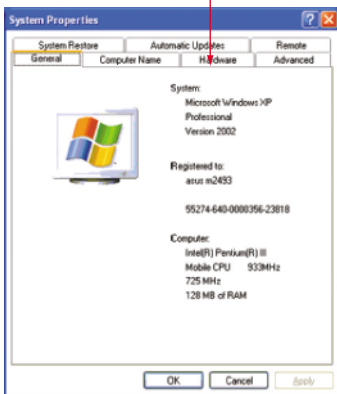 System Properties
System Restore Automatic Updates Remote
General Computer Name Hardware Advanced
System:
Microsoft Windows XP
Professional
Version 2002
Registered to:
asus m2493
55274-640-0000356-23818
Computer:
Intel(R) Pentium(R) III
Mobile CPU 933MHz
725 MHz
128 MB of RAM
OK Cancel Apply